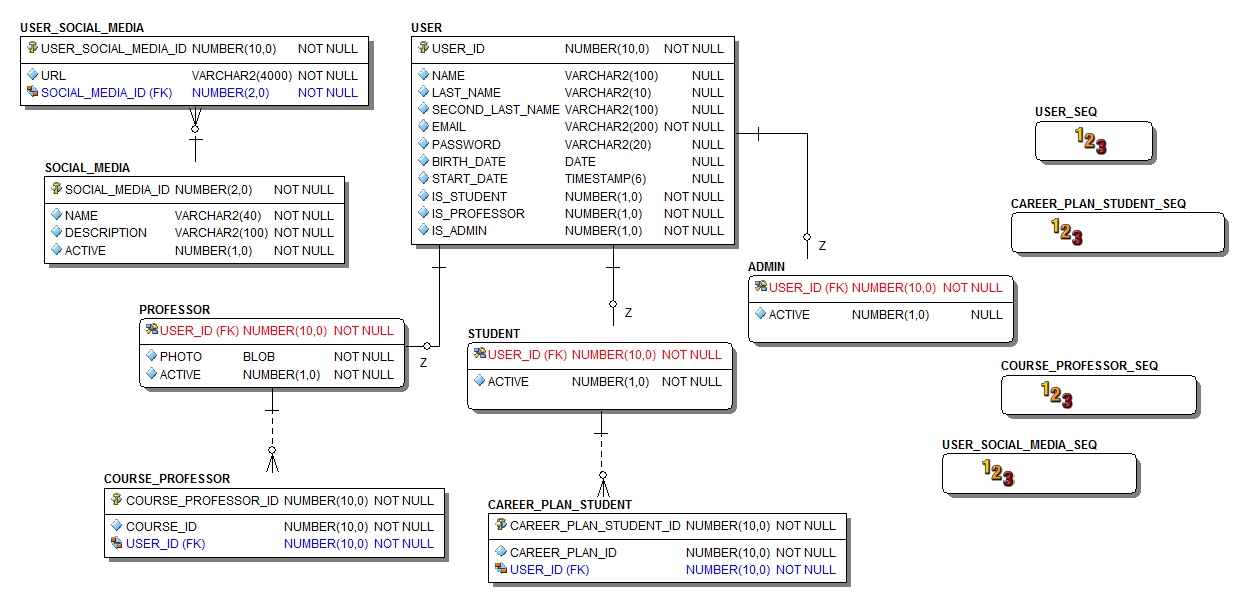 USER_SOCIAL_MEDIA
USER_SOCIAL_MEDIA_ID NUMBER(10,0) NOT NULL
URL VARCHAR2(4000) NOT NULL
SOCIAL_MEDIA_ID (FK) NUMBER(2,0) NOT NULL
SOCIAL_MEDIA
SOCIAL_MEDIA_ID NUMBER(2,0) NOT NULL
NAME VARCHAR2(40) NOT NULL
DESCRIPTION VARCHAR2(100) NOT NULL
ACTIVE NUMBER(1,0) NOT NULL
USER
USER_ID NUMBER(10,0) NOT NULL
NAME VARCHAR2(100) NULL
LAST_NAME VARCHAR2(10) NULL
SECOND_LAST_NAME VARCHAR2(100) NULL
EMAIL VARCHAR2(200) NOT NULL
PASSWORD VARCHAR2(20) NULL
BIRTH_DATE DATE NULL
START_DATE TIMESTAMP(6) NULL
IS_STUDENT NUMBER(1,0) NOT NULL
IS_PROFESSOR NUMBER(1,0) NOT NULL
IS_ADMIN NUMBER(1,0) NOT NULL
Z
Z
Z
ADMIN
USER_ID (FK) NUMBER(10,0) NOT NULL
ACTIVE NUMBER(1,0) NULL
PROFESSOR
USER_ID (FK) NUMBER(10,0) NOT NULL
PHOTO BLOB NOT NULL
ACTIVE NUMBER(1,0) NOT NULL
STUDENT
USER_ID (FK) NUMBER(10,0) NOT NULL
ACTIVE NUMBER(1,0) NOT NULL
COURSE_PROFESSOR
COURSE_PROFESSOR_ID NUMBER(10,0) NOT NULL
COURSE_ID NUMBER(10,0) NOT NULL
USER_ID (FK) NUMBER(10,0) NOT NULL
CAREER_PLAN_STUDENT
CAREER_PLAN_STUDENT_ID NUMBER(10,0) NOT NULL
CAREER_PLAN_ID NUMBER(10,0) NOT NULL
USER_ID (FK) NUMBER(10,0) NOT NULL
USER_SEQ
123
CAREER_PLAN_STUDENT_SEQ
123
COURSE_PROFESSOR_SEQ
123
USER_SOCIAL_MEDIA_SEQ
123